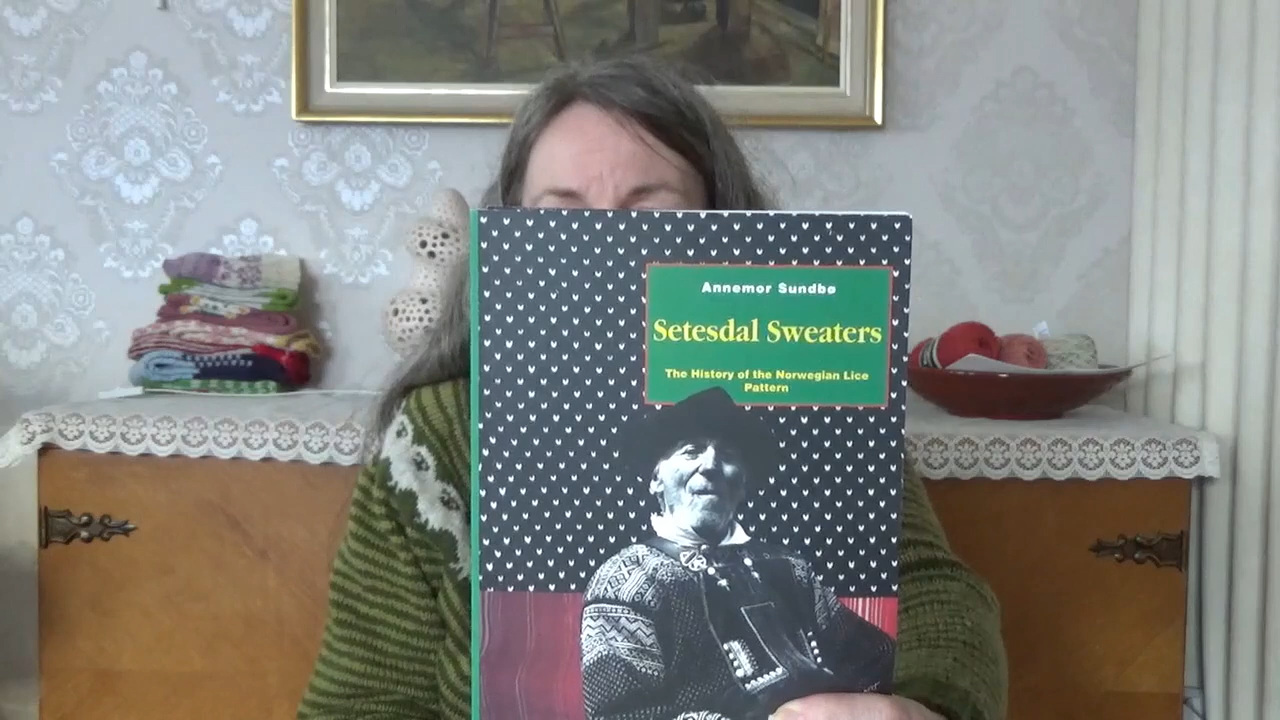 Annemor Sundbø
Setesdal Sweaters
The History of the Norwegian Lice
Pattern